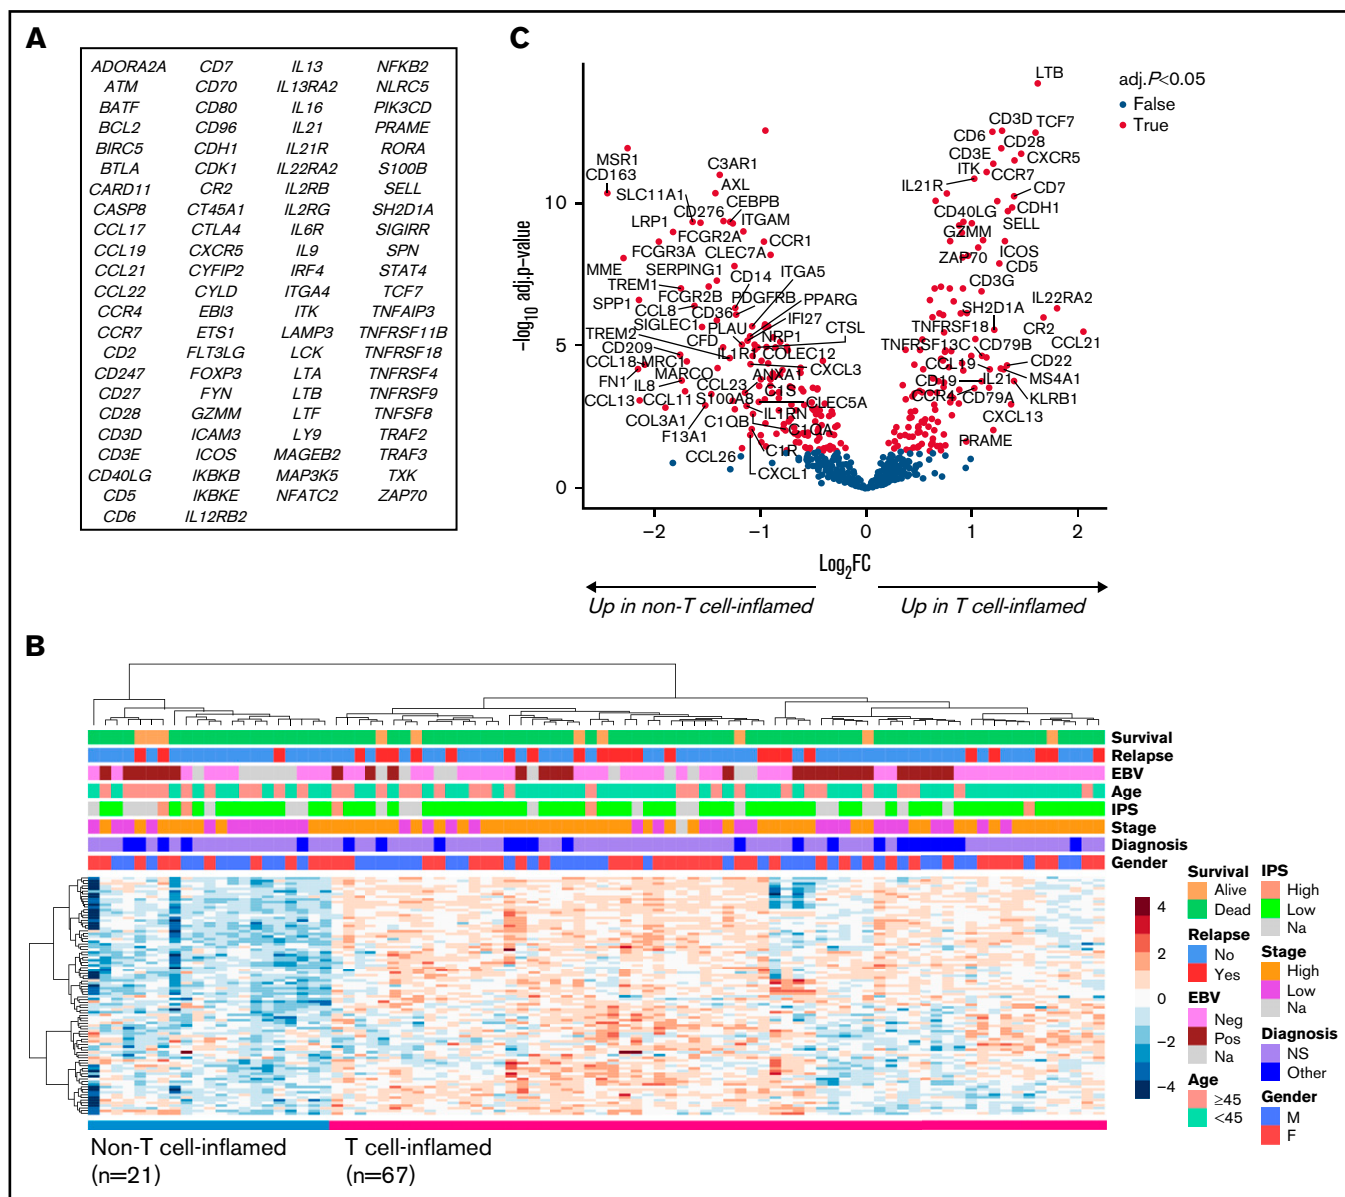 A
ADORA2A CD7 IL13 NFKB2
ATM CD70 IL13RA2 NLRC5
BATF CD80 IL16 PIK3CD
BCL2 CD96 IL21 PRAME
BIRC5 CDH1 IL21R RORA
BTLA CDK1 IL22RA2 S100B
CARD11 CR2 IL2RB SELL
CASP8 CT45A1 IL2RG SH2D1A
CCL17 CTLA4 IL6R SIGIRR
CCL19 CXCR5 IL9 SPN
CCL21 CYFIP2 IRF4 STAT4
CCL22 CYLD ITGA4 TCF7
CCR4 EBI3 ITK TNFAIP3
CCR7 ETS1 LAMP3 TNFRSF11B
CD2 FLT3LG LCK TNFRSF18
CD247 FOXP3 LTA TNFRSF4
CD27 FYN LTB TNFRSF9
CD28 GZMM LTF TNFSF8
CD3D ICAM3 LY9 TRAF2
CD3E ICOS MAGEB2 TRAF3
CD40LG IKBKB MAP3K5 TXK
CD5 IKBKE NFATC2 ZAP70
CD6 IL12RB2
C
−log10 adj.p−value
10
5
0
−2 −1 0 1 2
Log2FC
Up in non-T cell-inflamed Up in T cell-inflamed
adj.P<0.05
False
True
LTB
CD3D TCF7
CD6
CD28
CD3E CXCR5
ITK CCR7
IL21R CD7
CDH1
CD40LG SELL
GZMM
ICOS
ZAP70 CD5
CD3G
IL22RA2
SH2D1A
TNFRSF18 CR2
TNFRSF13C CD79B CCL21
CCL19 CD22
CD19 IL21 MS4A1
CCR4 CD79A KLRB1
CXCL13
PRAME
MSR1 C3AR1
CD163
SLC11A1 AXL
CD276 CEBPB
LRP1 ITGAM
FCGR2A
FCGR3A CCR1
CLEC7A
MME SERPING1 ITGA5
TREM1 CD14
SPP1 FCGR2B PDGFRB PPARG
CCL8 CD36
SIGLEC1 PLAU IFI27
TREM2 CFD NRP1 CTSL
CD209 IL1R1 COLEC12
CCL18 MRC1
MARCO CXCL3
FN1 ANXA1
IL8 CCL23 C1S
CCL13 CCL11 S100A8 CLEC5A
COL3A1 IL1RN
C1QB C1QA
F13A1
CCL26 C1R
CXCL1
B
Survival
Relapse
EBV
Age
IPS
Stage
Diagnosis
Gender
Non-T cell-inflamed
(n=21)
T cell-inflamed
(n=67)
4
2
0
−2
−4
Survival
Alive
Dead
Relapse
No
Yes
EBV
Neg
Pos
Na
Age
≥45
<45
IPS
High
Low
Na
Stage
High
Low
Na
Diagnosis
NS
Other
Gender
M
F